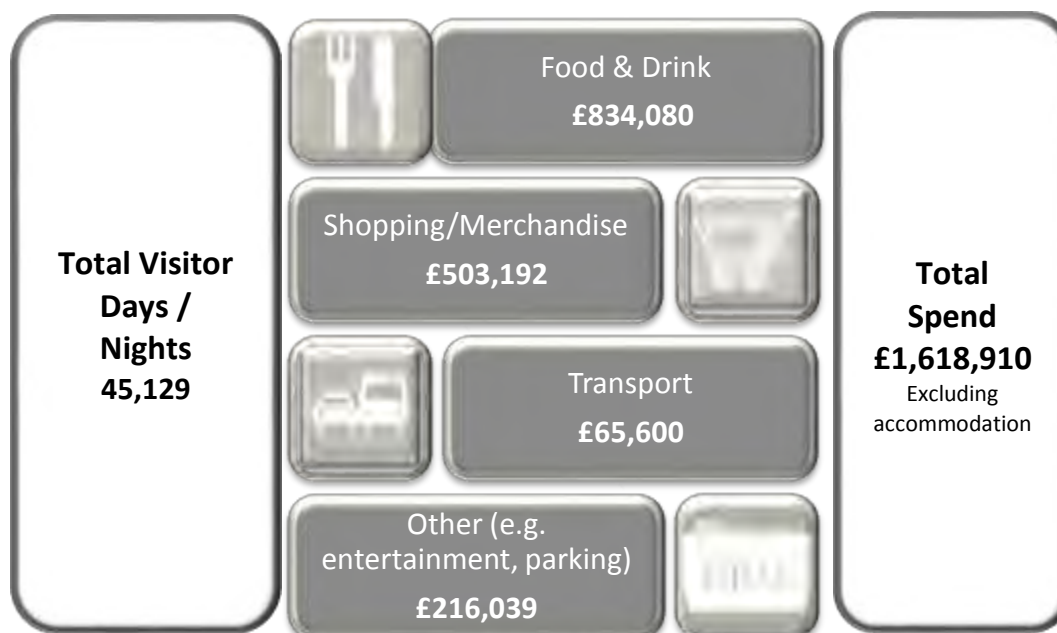 Total Visitor
Days /
Nights
45,129
Food & Drink
£834,080
Shopping/Merchandise
£503,192
Transport
£65,600
Other (e.g.
entertainment, parking)
£216,039
Total
Spend
£1,618,910
Excluding
accommodation